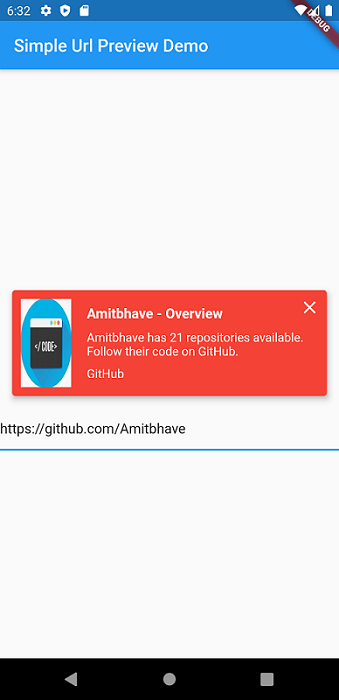 6:32
DEBUG
Simple Url Preview Demo
</ CODE>
Amitbhave - Overview
Amitbhave has 21 repositories available.
Follow their code on GitHub.
GitHub
https://github.com/Amitbhave